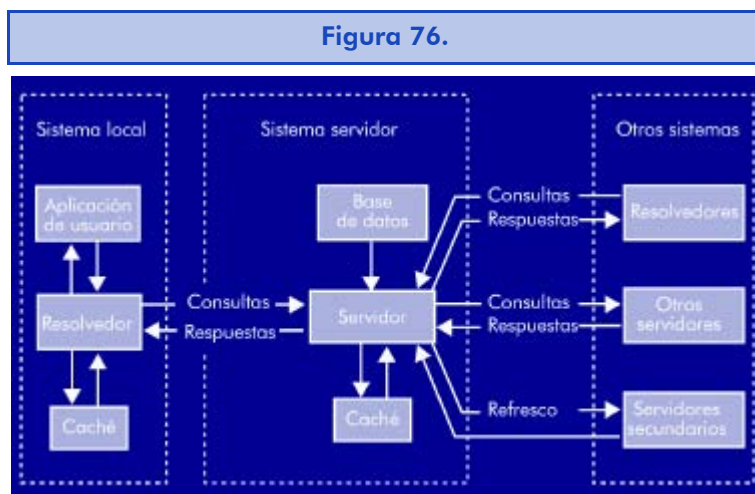 Figura 76.
Sistema local
Sistema servidor
Otros sistemas
Aplicación
de usuario
Base
de datos
Consultas
Respuestas
Resolvedores
Resolvedor
Consultas
Respuestas
Servidor
Consultas
Respuestas
Otros
servidores
Caché
Caché
Refresco
Servidores
secundarios